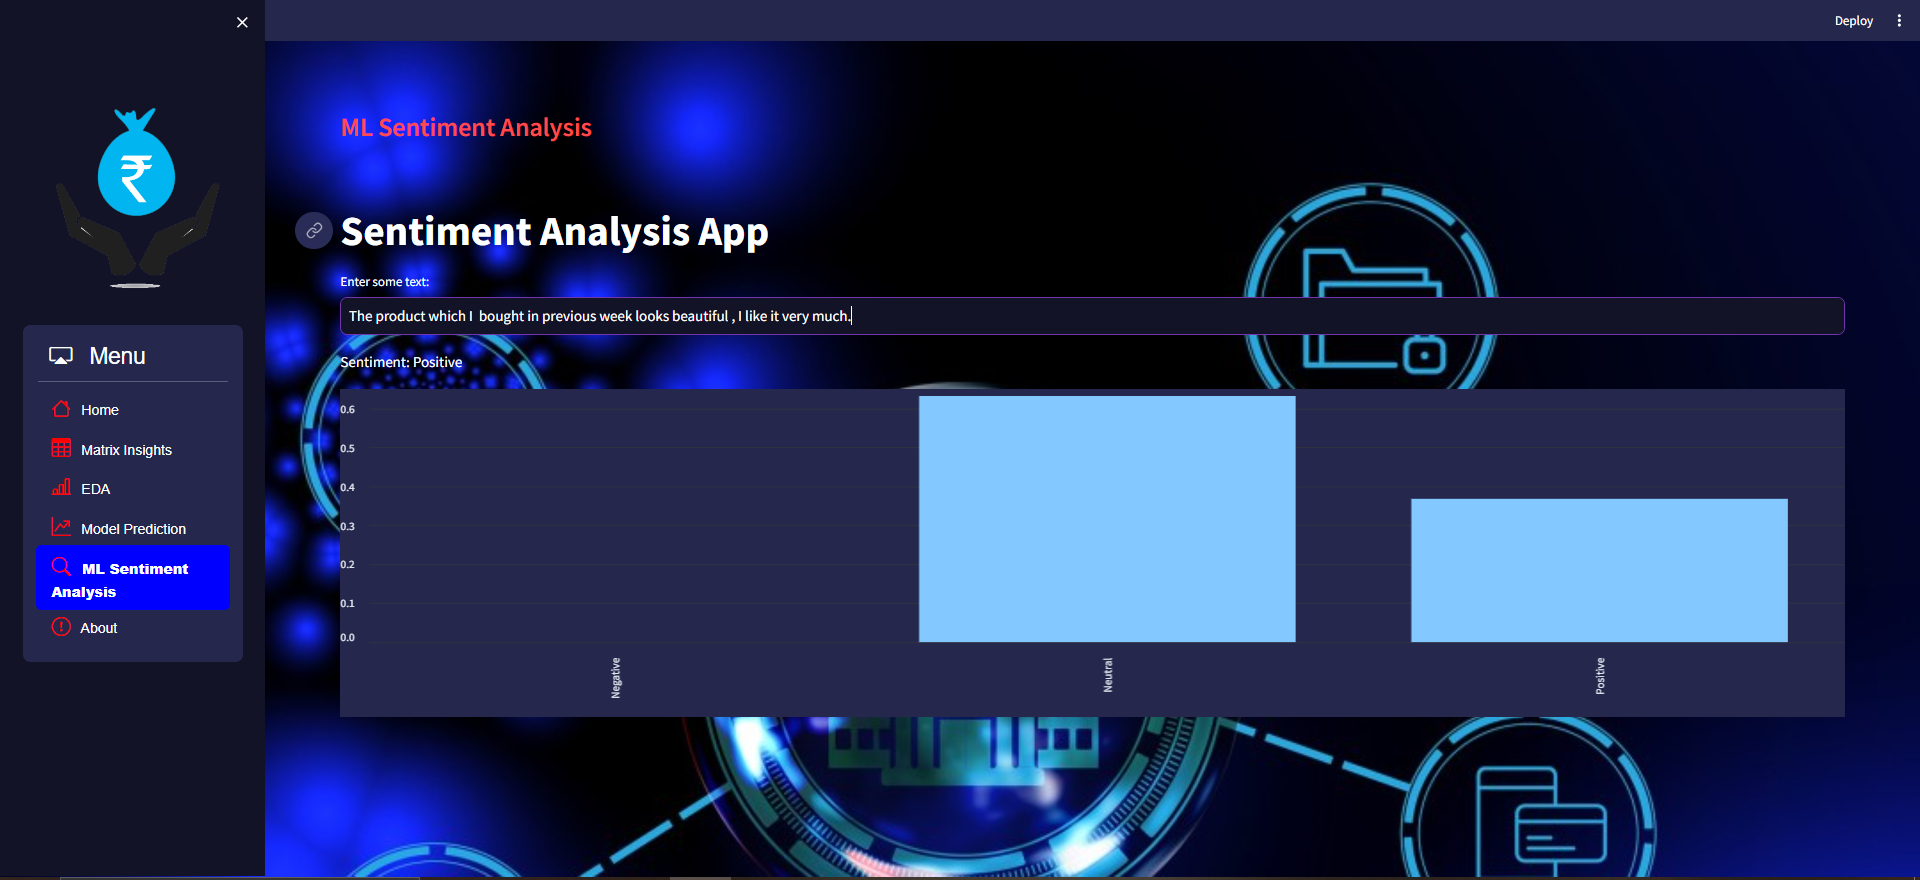 Deploy
₹
Menu
Home
Matrix Insights
EDA
Model Prediction
ML Sentiment
Analysis
About
ML Sentiment Analysis
Sentiment Analysis App
Enter some text:
The product which I  bought in previous week looks beautiful , I like it very much.
Sentiment: Positive
0.6
0.5
0.4
0.3
0.2
0.1
0.0
Negative
Neutral
Positive